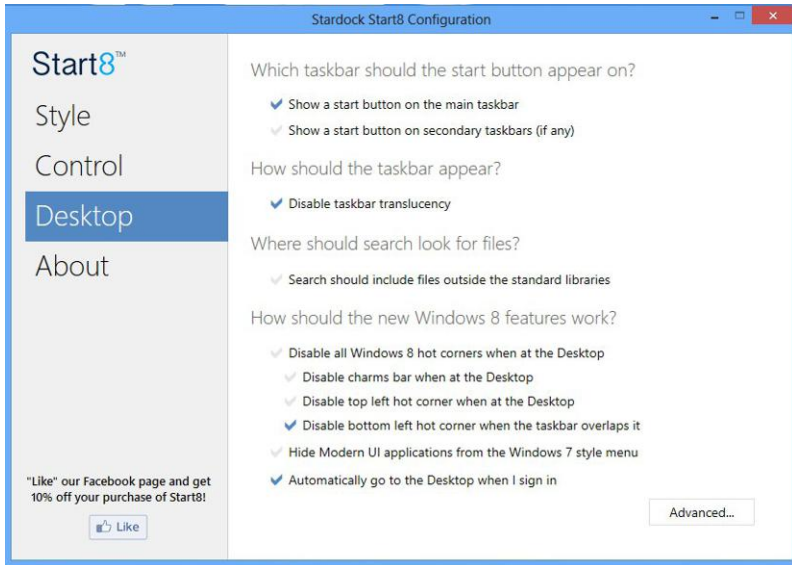 Stardock Start8 Configuration
Start8™
Style
Control
Desktop
About
"Like" our Facebook page and get
10% off your purchase of Start8!
Like
Which taskbar should the start button appear on?
Show a start button on the main taskbar
Show a start button on secondary taskbars (if any)
How should the taskbar appear?
Disable taskbar translucency
Where should search look for files?
Search should include files outside the standard libraries
How should the new Windows 8 features work?
Disable all Windows 8 hot corners when at the Desktop
Disable charms bar when at the Desktop
Disable top left hot corner when at the Desktop
Disable bottom left hot corner when the taskbar overlaps it
Hide Modern UI applications from the Windows 7 style menu
Automatically go to the Desktop when I sign in
Advanced...